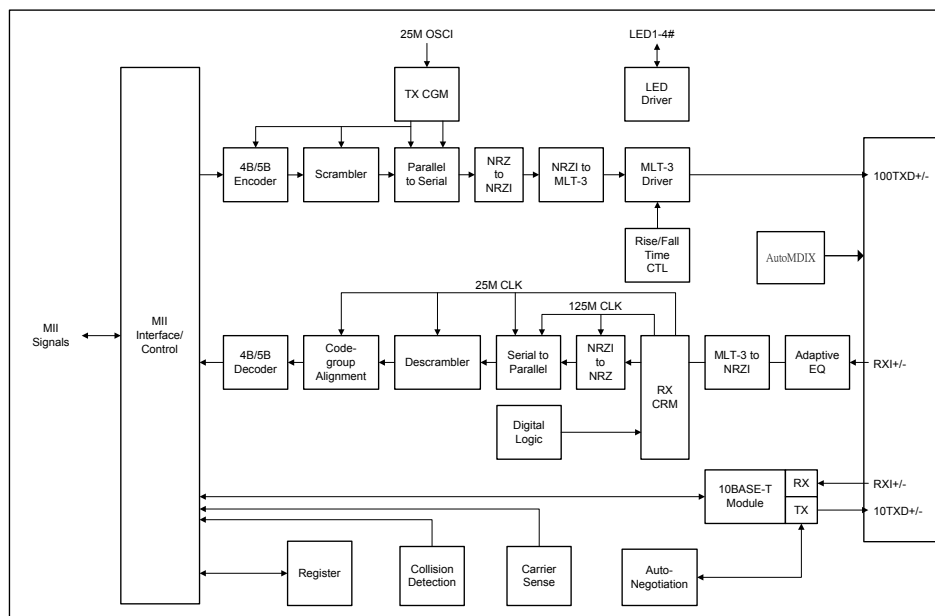 25M OSCI
LED1-4#
TX CGM
LED
Driver
4B/5B
Encoder
Scrambler
Parallel
to Serial
NRZ
to
NRZI
NRZI to
MLT-3
MLT-3
Driver
100TXD+/-
Rise/Fall
Time
CTL
AutoMDIX
25M CLK
125M CLK
MII
Signals
MII
Interface/
Control
4B/5B
Decoder
Code-
group
Alignment
Descrambler
Serial to
Parallel
NRZI
to
NRZ
RX
CRM
MLT-3 to
NRZI
Adaptive
EQ
RXI+/-
Digital
Logic
10BASE-T
Module
RX
TX
RXI+/-
10TXD+/-
Register
Collision
Detection
Carrier
Sense
Auto-
Negotiation